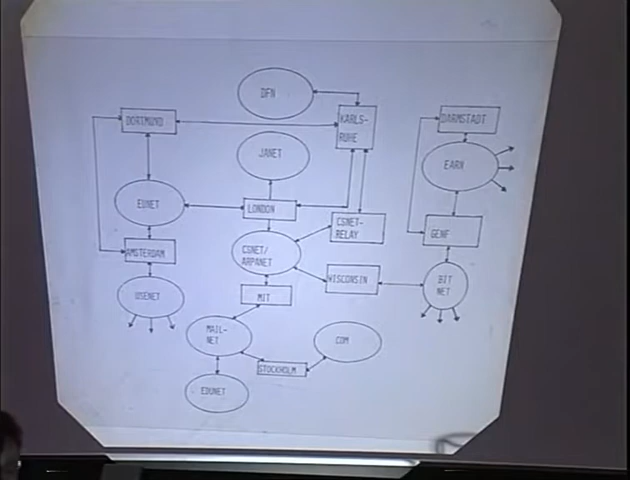 DFN
DORTMUND
KARLS-
RUHE
DARMSTADT
JANET
EARN
EUNET
LONDON
CSNET-
RELAY
GENF
AMSTERDAM
CSNET/
ARPANET
WISCONSIN
BIT
NET
USENET
MIT
MAIL-
NET
COM
STOCKHOLM
EDUNET